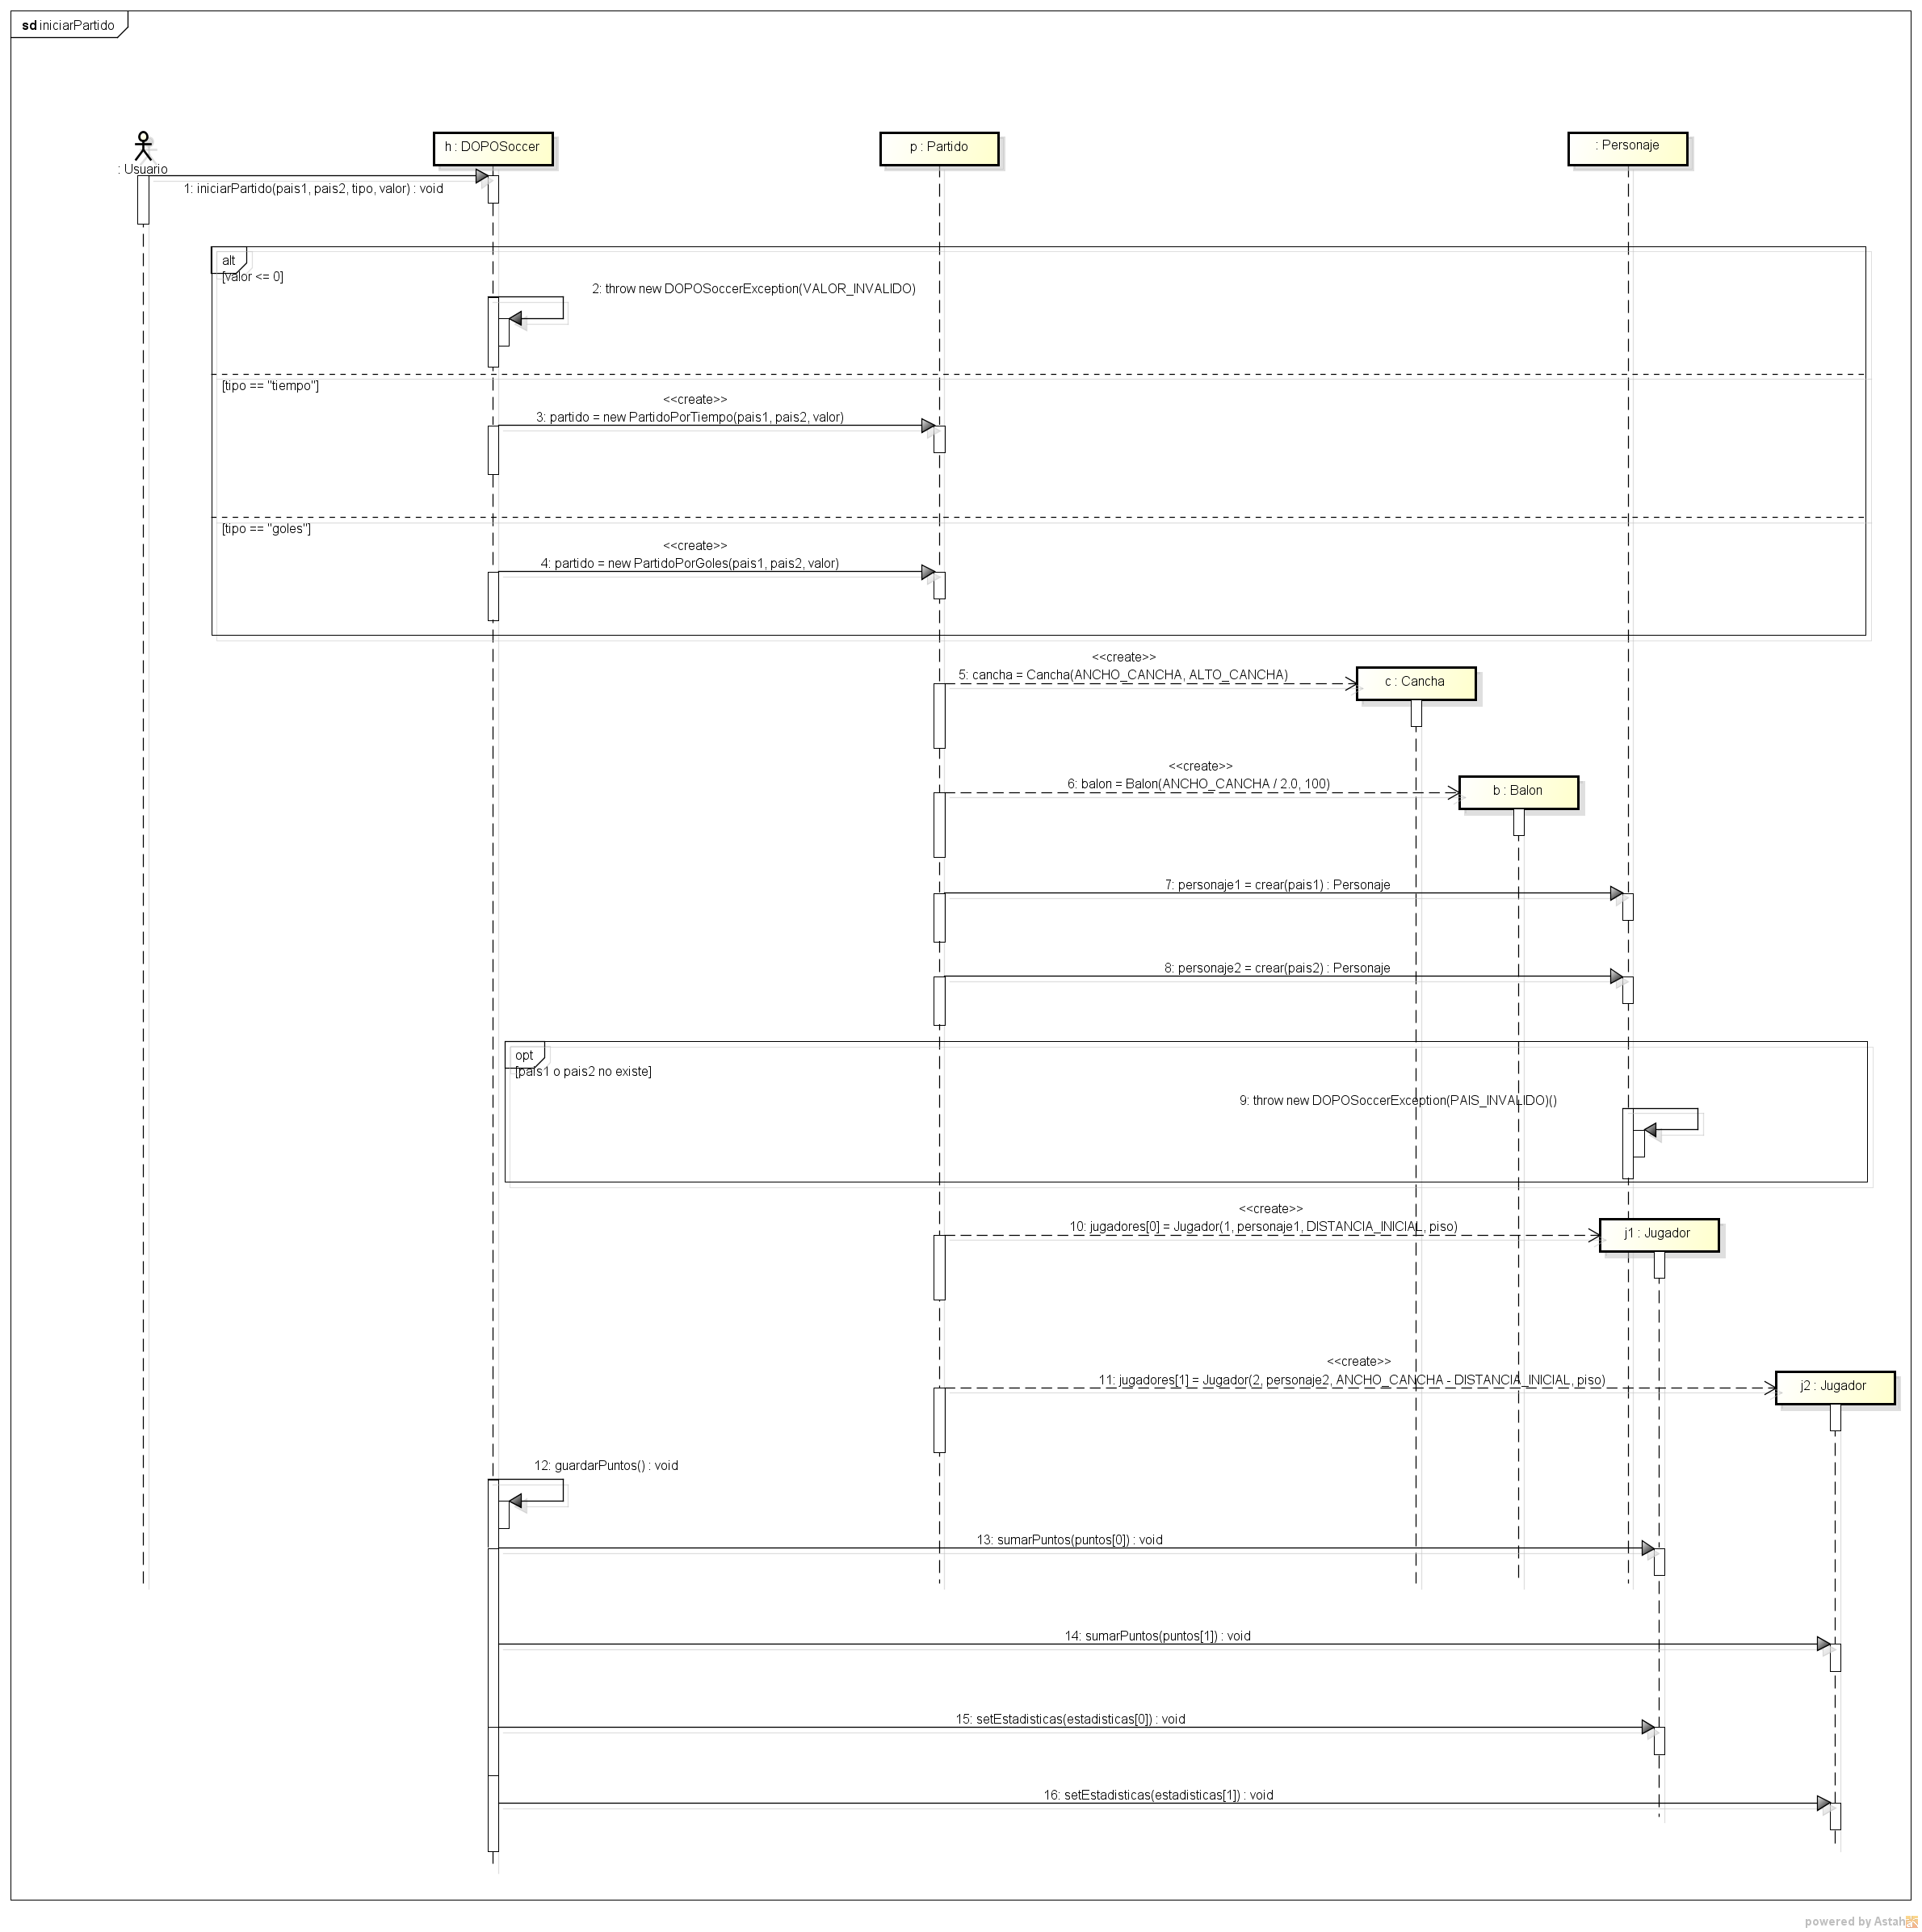 sd iniciarPartido
: Usuario
h : DOPOSoccer
p : Partido
: Personaje
1: iniciarPartido(pais1, pais2, tipo, valor) : void
alt
[valor <= 0]
2: throw new DOPOSoccerException(VALOR_INVALIDO)
[tipo == "tiempo"]
<<create>>
3: partido = new PartidoPorTiempo(pais1, pais2, valor)
[tipo == "goles"]
<<create>>
4: partido = new PartidoPorGoles(pais1, pais2, valor)
<<create>>
5: cancha = Cancha(ANCHO_CANCHA, ALTO_CANCHA)
c : Cancha
<<create>>
6: balon = Balon(ANCHO_CANCHA / 2.0, 100)
b : Balon
7: personaje1 = crear(pais1) : Personaje
8: personaje2 = crear(pais2) : Personaje
opt
[pais1 o pais2 no existe]
9: throw new DOPOSoccerException(PAIS_INVALIDO)()
<<create>>
10: jugadores[0] = Jugador(1, personaje1, DISTANCIA_INICIAL, piso)
j1 : Jugador
<<create>>
11: jugadores[1] = Jugador(2, personaje2, ANCHO_CANCHA - DISTANCIA_INICIAL, piso)
j2 : Jugador
12: guardarPuntos() : void
13: sumarPuntos(puntos[0]) : void
14: sumarPuntos(puntos[1]) : void
15: setEstadisticas(estadisticas[0]) : void
16: setEstadisticas(estadisticas[1]) : void
powered by Astah